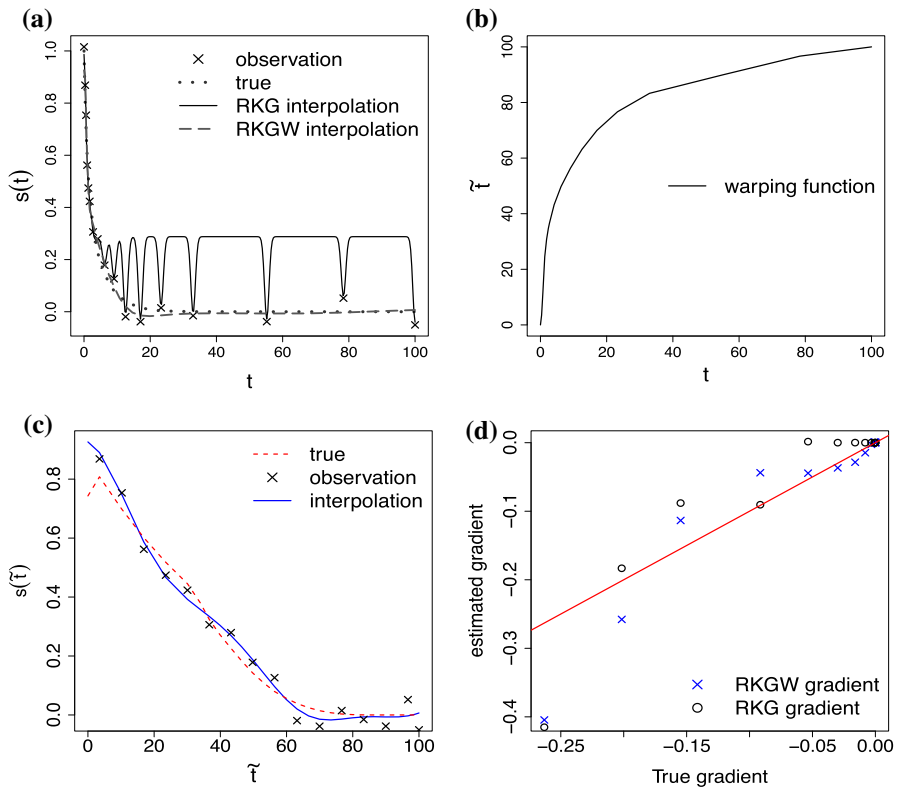 (a)
observation
true
RKG interpolation
RKGW interpolation
s(t)
0.0 0.2 0.4 0.6 0.8 1.0
0 20 40 60 80 100
t
(b)
warping function
t̃
0 20 40 60 80 100
0 20 40 60 80 100
t
(c)
true
observation
interpolation
s(t̃)
0.0 0.2 0.4 0.6 0.8
0 20 40 60 80 100
t̃
(d)
RKGW gradient
RKG gradient
estimated gradient
−0.4 −0.3 −0.2 −0.1 0.0
−0.25 −0.15 −0.05 0.00
True gradient